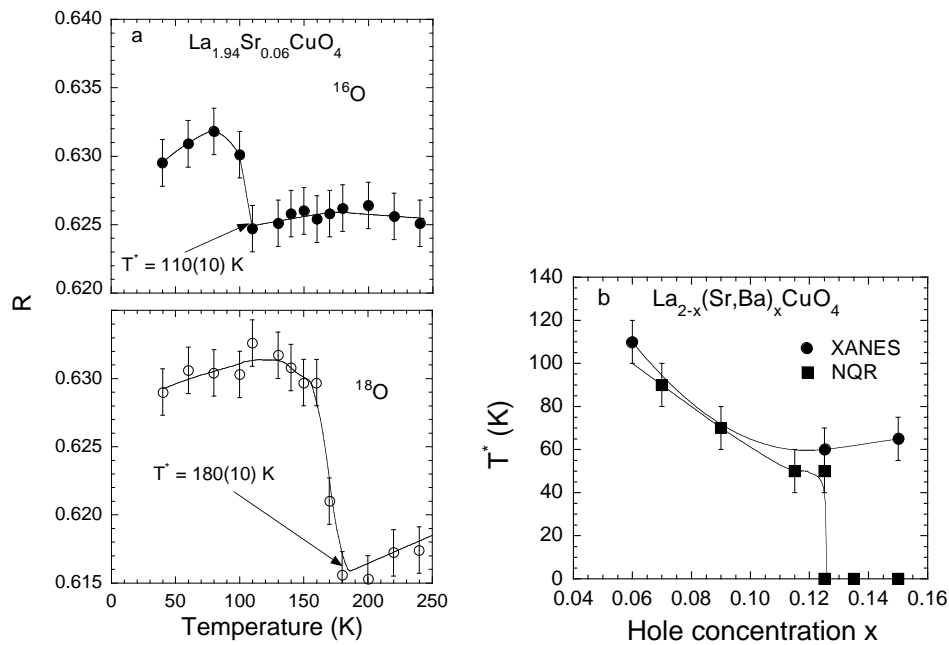 a
La1.94Sr0.06CuO4
16O
T* = 110(10) K
0.640
0.635
0.630
0.625
0.620
R
18O
T* = 180(10) K
0.630
0.625
0.620
0.615
0 50 100 150 200 250
Temperature (K)
b
La2-x(Sr,Ba)xCuO4
XANES
NQR
T* (K)
140
120
100
80
60
40
20
0
0.04 0.06 0.08 0.10 0.12 0.14 0.16
Hole concentration x